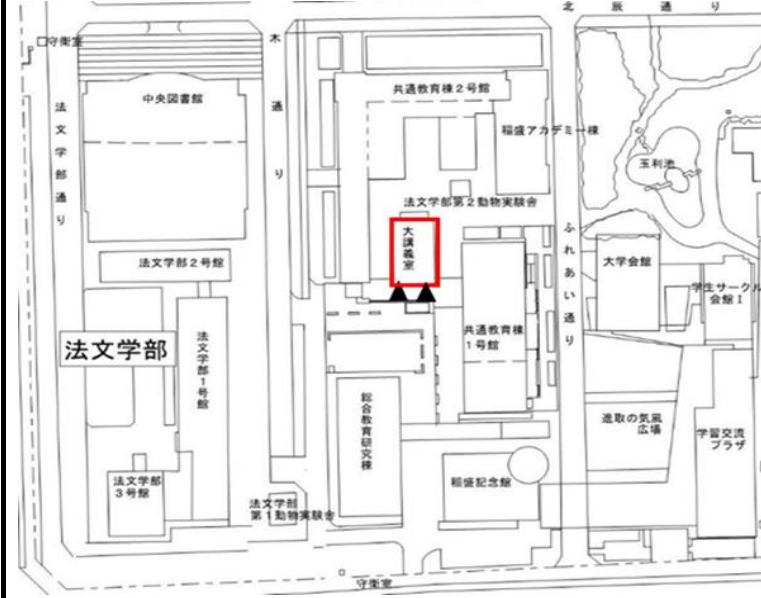 北辰通り
守衛室
木通り
共通教育棟2号館
中央図書館
法文学部通り
稲盛アカデミー棟
玉利池
法文学部第2動物実験舎
大講義室
ふれあい通り
法文学部2号館
大学会館
学生サークル
会館Ⅰ
法文学部
法文学部1号館
共通教育棟
1号館
総合教育研究棟
進取の気風
広場
学習交流
プラザ
法文学部
3号館
稲盛記念館
法文学部
第1動物実験舎
守衛室